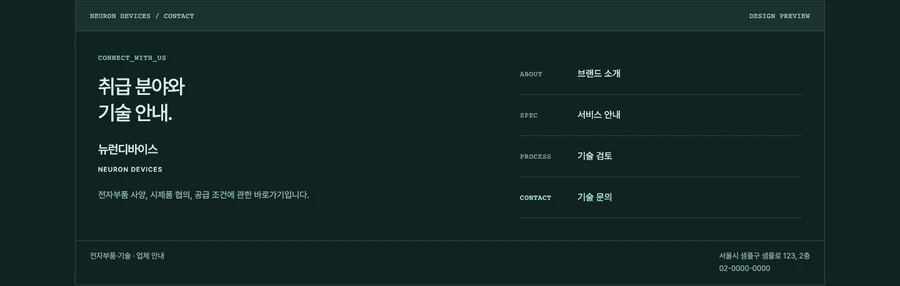 NEURON DEVICES / CONTACT
DESIGN PREVIEW
CONNECT_WITH_US
취급 분야와
기술 안내.
뉴런디바이스
NEURON DEVICES
전자부품 사양, 시제품 협의, 공급 조건에 관한 바로가기입니다.
ABOUT 브랜드 소개
SPEC 서비스 안내
PROCESS 기술 검토
CONTACT 기술 문의
전자부품·기술 · 업체 안내
서울시 샘플구 샘플로 123, 2층
02-0000-0000